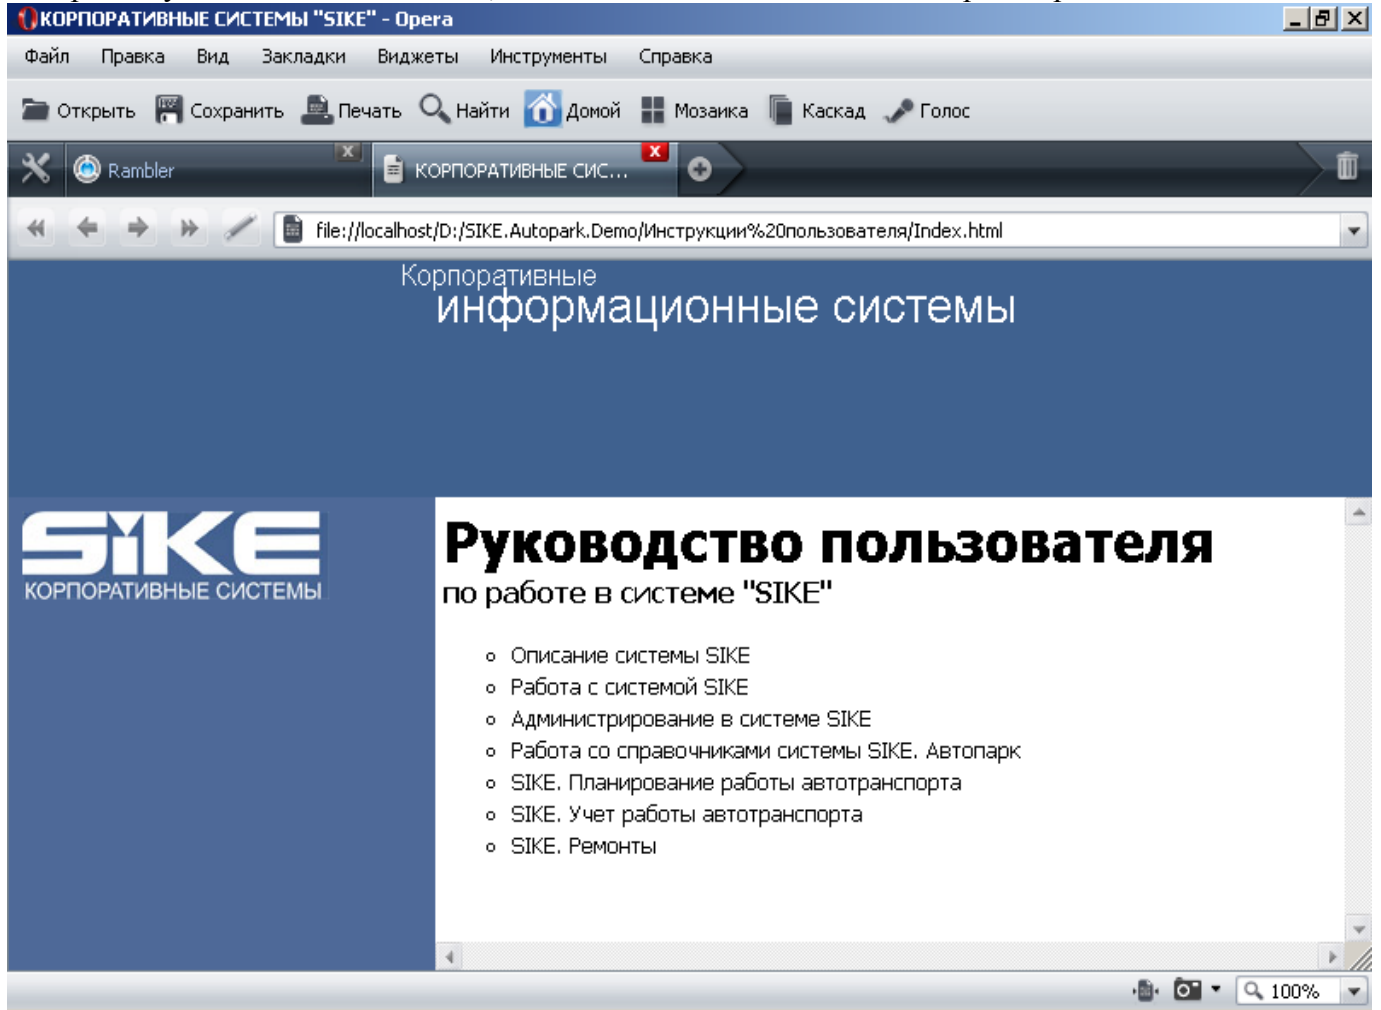 КОРПОРАТИВНЫЕ СИСТЕМЫ "SIKE" - Opera
Файл Правка Вид Закладки Виджеты Инструменты Справка
Открыть Сохранить Печать Найти Домой Мозаика Каскад Голос
Rambler КОРПОРАТИВНЫЕ СИС...
file://localhost/D:/SIKE.Autopark.Demo/Инструкции%20пользователя/Index.html
Корпоративные
информационные системы
SiKE
КОРПОРАТИВНЫЕ СИСТЕМЫ
Руководство пользователя
по работе в системе "SIKE"
Описание системы SIKE
Работа с системой SIKE
Администрирование в системе SIKE
Работа со справочниками системы SIKE. Автопарк
SIKE. Планирование работы автотранспорта
SIKE. Учет работы автотранспорта
SIKE. Ремонты
100%